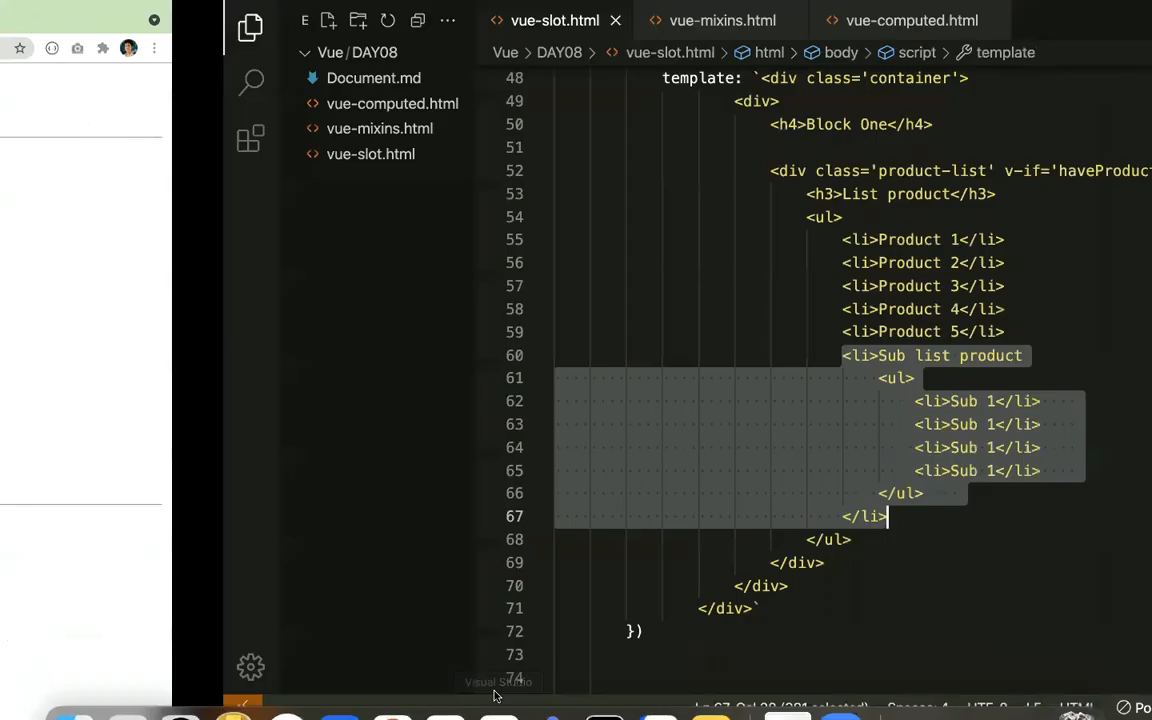 E
vue-slot.html
vue-mixins.html
vue-computed.html
Vue / DAY08
Document.md
vue-computed.html
vue-mixins.html
vue-slot.html
Vue > DAY08 > vue-slot.html > html > body > script > template
48 template: `<div class='container'>
49 <div>
50 <h4>Block One</h4>
51
52 <div class='product-list' v-if='haveProduct
53 <h3>List product</h3>
54 <ul>
55 <li>Product 1</li>
56 <li>Product 2</li>
57 <li>Product 3</li>
58 <li>Product 4</li>
59 <li>Product 5</li>
60 <li>Sub list product
61 <ul>
62 <li>Sub 1</li>
63 <li>Sub 1</li>
64 <li>Sub 1</li>
65 <li>Sub 1</li>
66 </ul>
67 </li>
68 </ul>
69 </div>
70 </div>
71 </div>`
72 })
73
74
Visual Studio